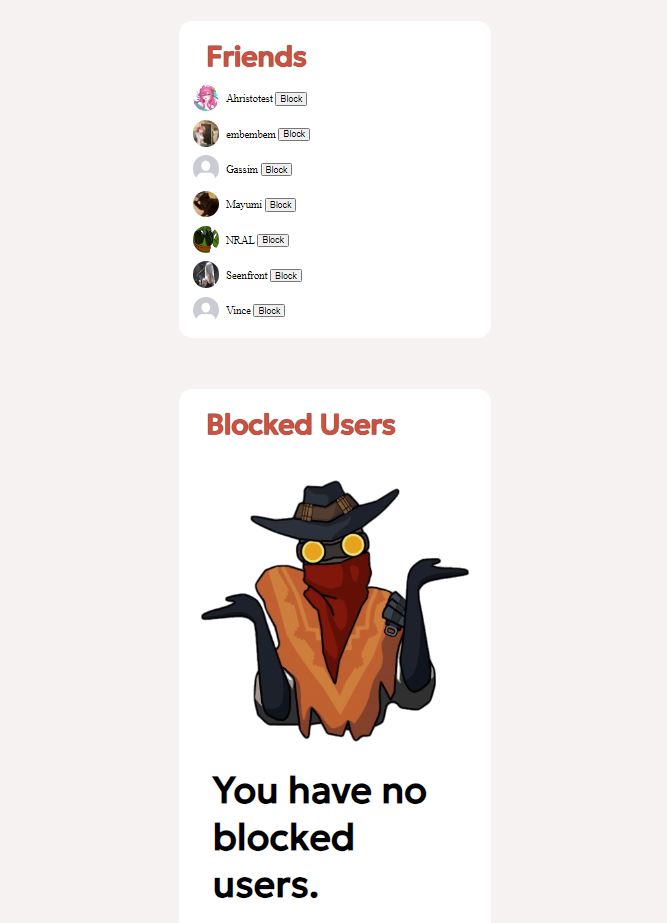 Friends
Ahristotest Block
embembem Block
Gassim Block
Mayumi Block
NRAL Block
Seenfront Block
Vince Block
Blocked Users
You have no
blocked
users.